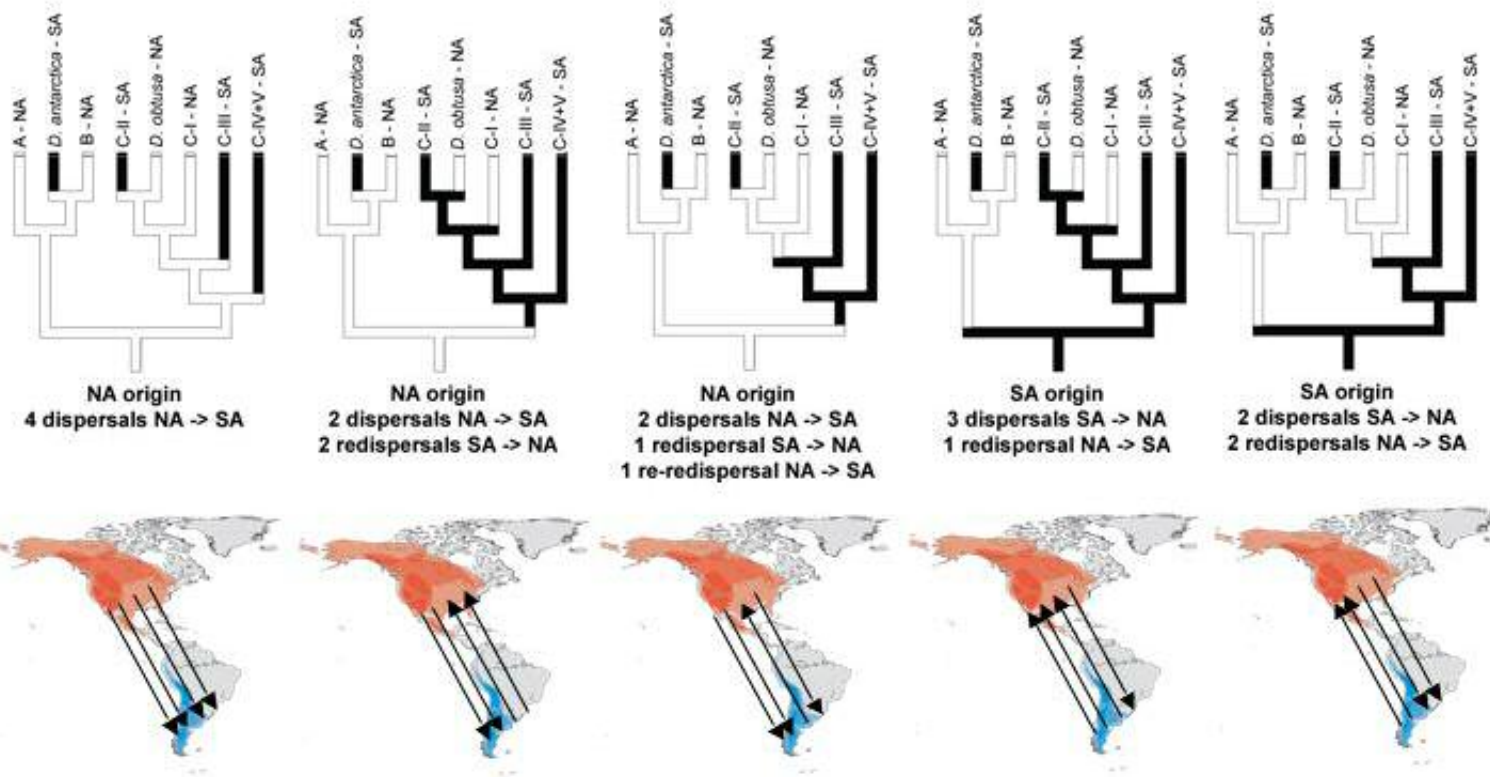 A - NA
D. antarctica - SA
B - NA
C-II - SA
D. obtusa - NA
C-I - NA
C-III - SA
C-IV+V - SA
NA origin
4 dispersals NA -> SA
A - NA
D. antarctica - SA
B - NA
C-II - SA
D. obtusa - NA
C-I - NA
C-III - SA
C-IV+V - SA
NA origin
2 dispersals NA -> SA
2 redispersals SA -> NA
A - NA
D. antarctica - SA
B - NA
C-II - SA
D. obtusa - NA
C-I - NA
C-III - SA
C-IV+V - SA
NA origin
2 dispersals NA -> SA
1 redispersal SA -> NA
1 re-redispersal NA -> SA
A - NA
D. antarctica - SA
B - NA
C-II - SA
D. obtusa - NA
C-I - NA
C-III - SA
C-IV+V - SA
SA origin
3 dispersals SA -> NA
1 redispersal NA -> SA
A - NA
D. antarctica - SA
B - NA
C-II - SA
D. obtusa - NA
C-I - NA
C-III - SA
C-IV+V - SA
SA origin
2 dispersals SA -> NA
2 redispersals NA -> SA